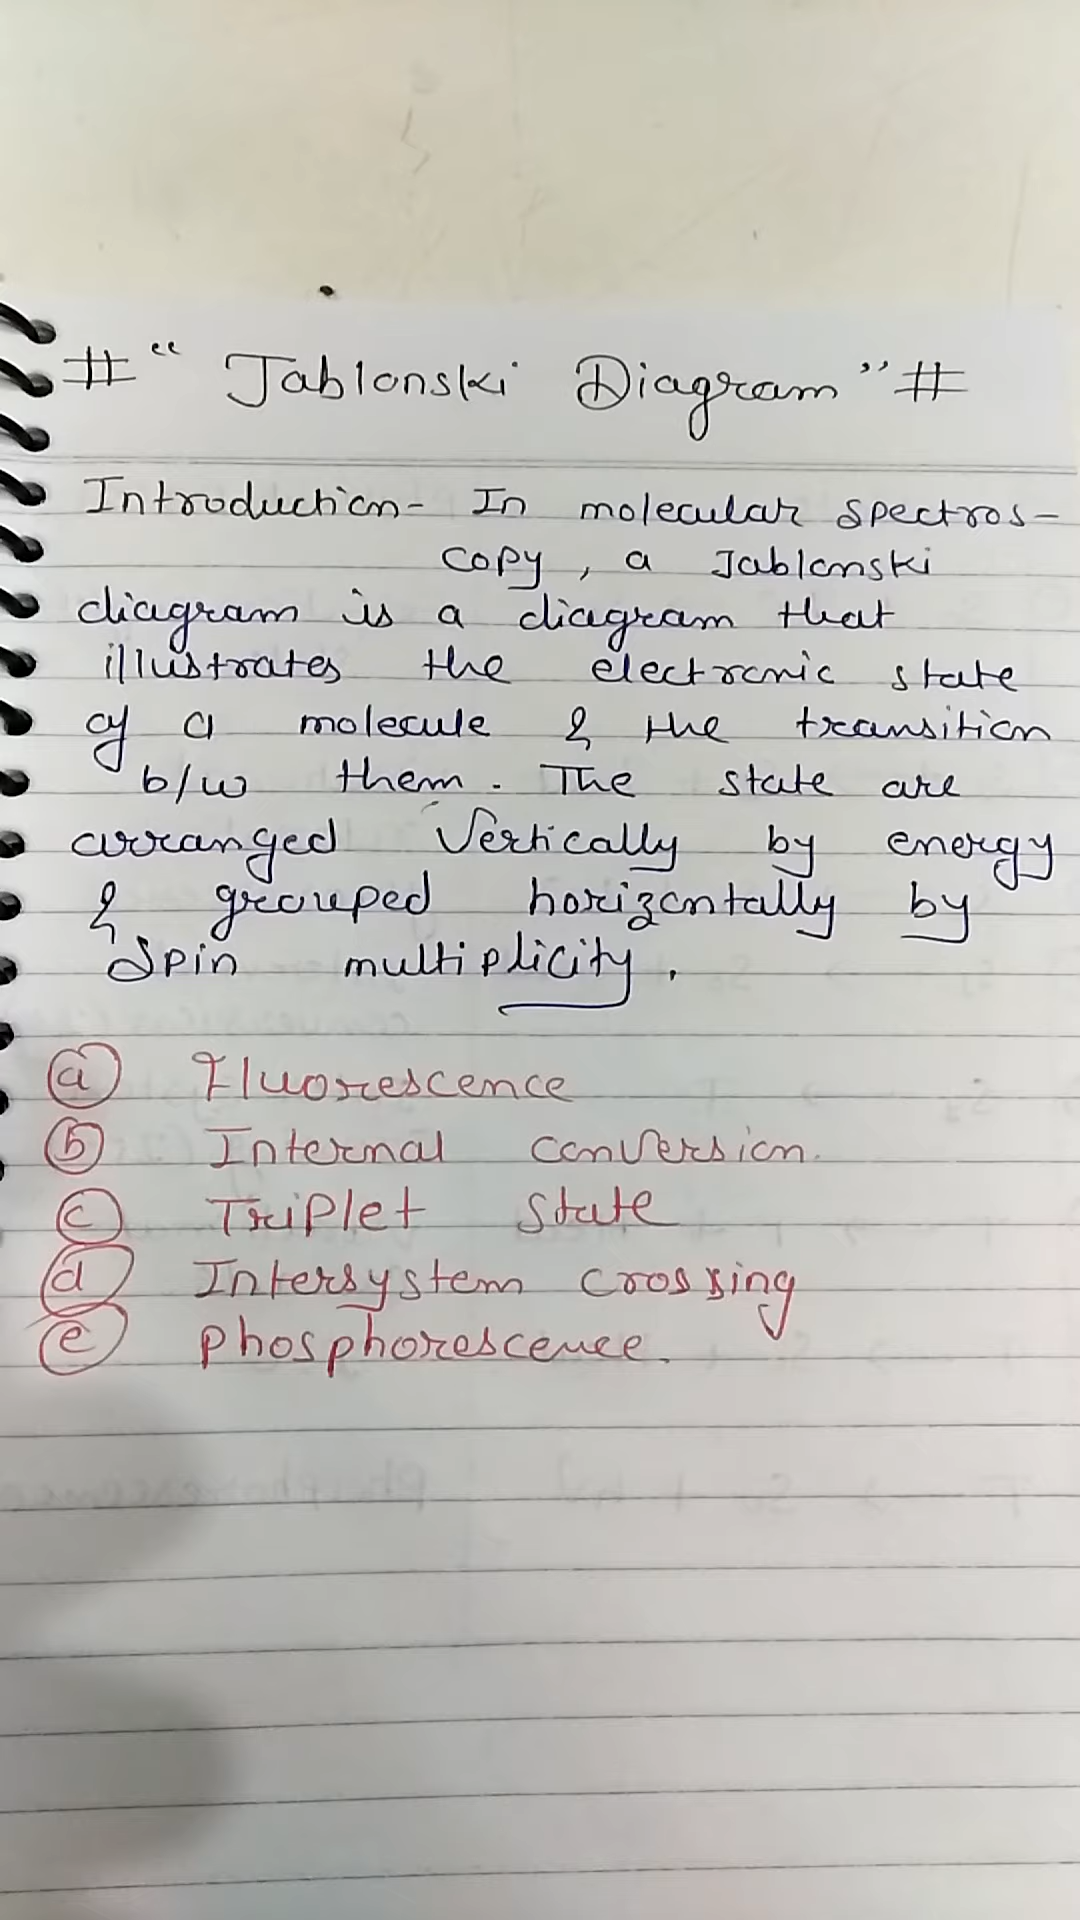 # " Jablonski Diagram " #
Introduction- In molecular spectros-
copy, a Jablonski
diagram is a diagram that
illustrates the electronic state
of a molecule & the transition
b/w them. The state are
arranged vertically by energy
& grouped horizontally by
spin multiplicity.
(a) Fluorescence
(b) Internal conversion.
(c) Triplet state
(d) Intersystem crossing
(e) phosphorescence.